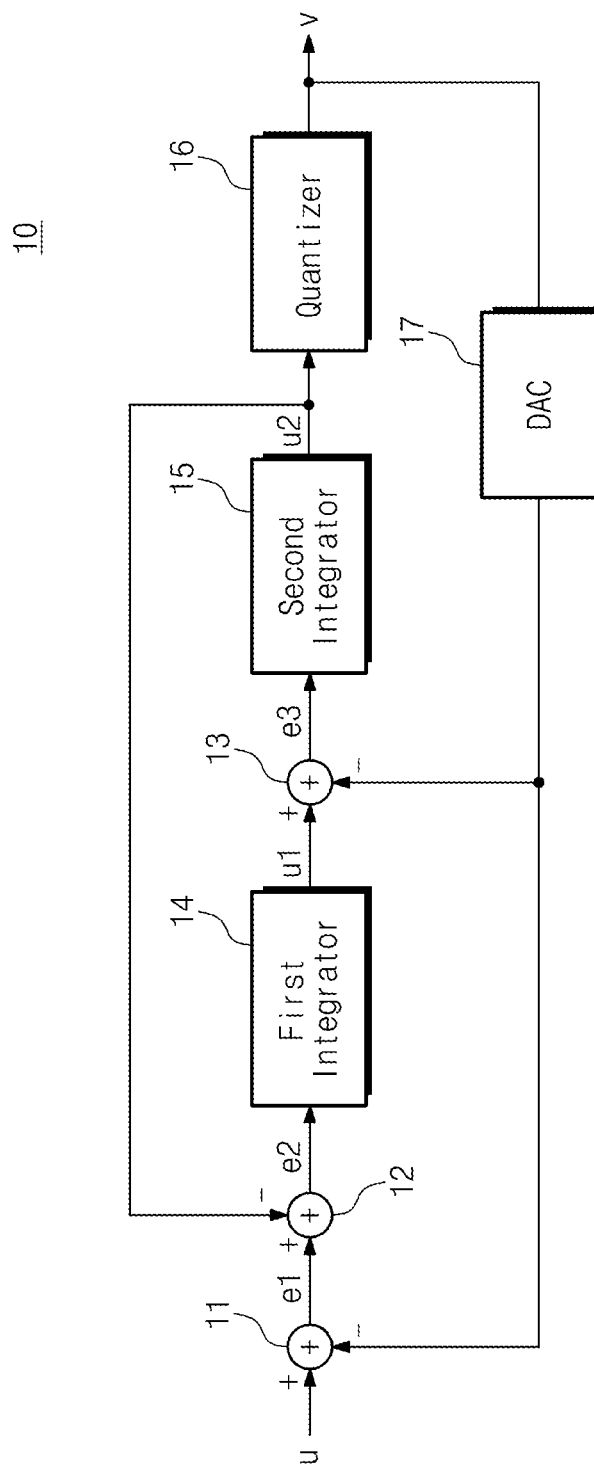 10
u
+
-
11
+
e1
+
-
12
+
e2
14
First
Integrator
u1
+
-
13
+
e3
15
Second
Integrator
u2
16
Quantizer
v
17
DAC